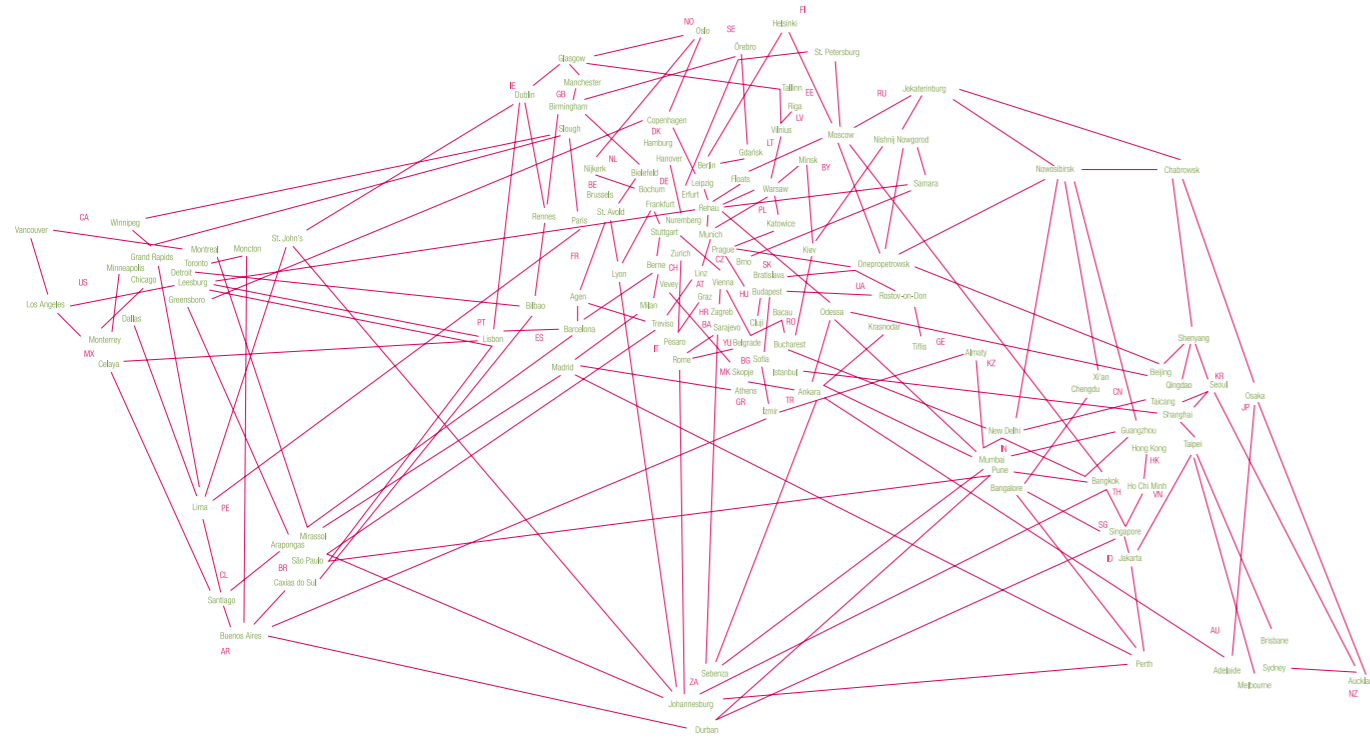 FI
NO
Oslo
SE
Helsinki
Örebro
St. Petersburg
Glasgow
Manchester
Tallinn
EE
RU
Jekaterinburg
IE
Dublin
GB
Birmingham
Riga
LV
Slough
Copenhagen
DK
Vilnius
LT
Moscow
Nishnij Nowgorod
Hamburg
NL
Hanover
Berlin
Gdańsk
Minsk
BY
Nijkerk
Bielefeld
DE
Leipzig
Floats
Nowosibirsk
Chabrowsk
BE
Brussels
Bochum
Erfurt
Warsaw
Samara
Frankfurt
Rehau
PL
CA
Winnipeg
St. Avold
Rennes
Paris
Nuremberg
Katowice
Vancouver
Stuttgart
Munich
St. John's
Montreal
Moncton
Grand Rapids
Toronto
FR
Zurich
Prague
Kiev
Minneapolis
Detroit
CZ
Brno
SK
Dnepropetrowsk
Chicago
Leesburg
US
Lyon
Berne
CH
Linz
Bratislava
Vevey
AT
Vienna
UA
Greensboro
Agen
Graz
HU
Budapest
Rostov-on-Don
Los Angeles
Bilbao
Milan
HR
Zagreb
Bacau
Odessa
Dallas
PT
Barcelona
Treviso
BA
Sarajevo
Cluji
RO
Krasnodar
Monterrey
Lisbon
ES
IT
Pesaro
YU
Belgrade
Bucharest
GE
Tiflis
Shenyang
MX
Celaya
Madrid
Rome
BG
Sofia
Almaty
KZ
MK
Skopje
Istanbul
Beijing
KR
Xi'an
Athens
Ankara
Chengdu
CN
Qingdao
Seoul
Osaka
GR
TR
Izmir
Taicang
JP
Shanghai
New Delhi
Guangzhou
IN
Hong Kong
Taipei
Mumbai
HK
Pune
Bangkok
Bangalore
TH
Ho Chi Minh
VN
Lima
PE
SG
Singapore
Mirassol
Arapongas
São Paulo
ID
Jakarta
BR
CL
Caxias do Sul
Santiago
Buenos Aires
AU
Brisbane
AR
Perth
Sebenza
Adelaide
Sydney
ZA
Melbourne
Auckla
NZ
Johannesburg
Durban